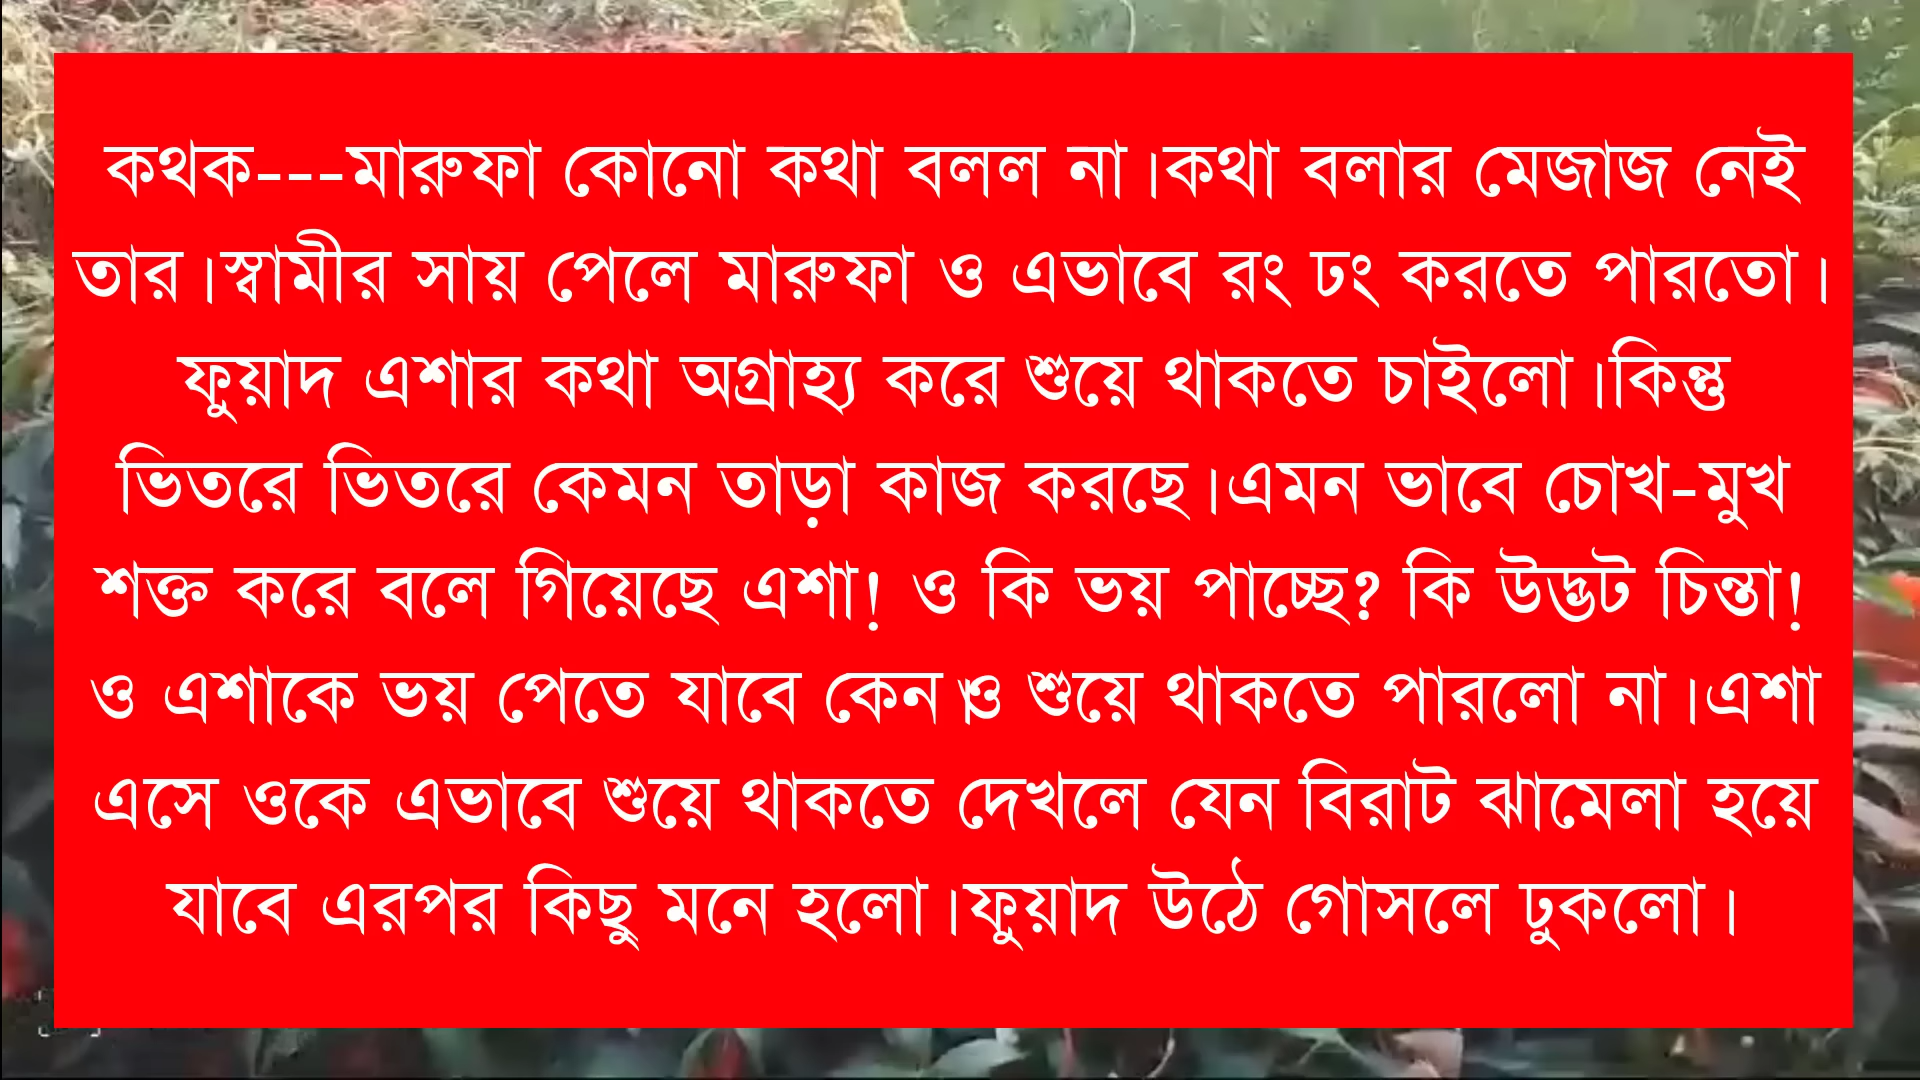 কথক---মারুফা কোনো কথা বলল না।কথা বলার মেজাজ নেই
তার।স্বামীর সায় পেলে মারুফা ও এভাবে রং ঢং করতে পারতো।
ফুয়াদ এশার কথা অগ্রাহ্য করে শুয়ে থাকতে চাইলো।কিন্তু
ভিতরে ভিতরে কেমন তাড়া কাজ করছে।এমন ভাবে চোখ-মুখ
শক্ত করে বলে গিয়েছে এশা! ও কি ভয় পাচ্ছে? কি উদ্ভট চিন্তা!
ও এশাকে ভয় পেতে যাবে কেন ও শুয়ে থাকতে পারলো না।এশা
এসে ওকে এভাবে শুয়ে থাকতে দেখলে যেন বিরাট ঝামেলা হয়ে
যাবে এরপর কিছু মনে হলো।ফুয়াদ উঠে গোসলে ঢুকলো।